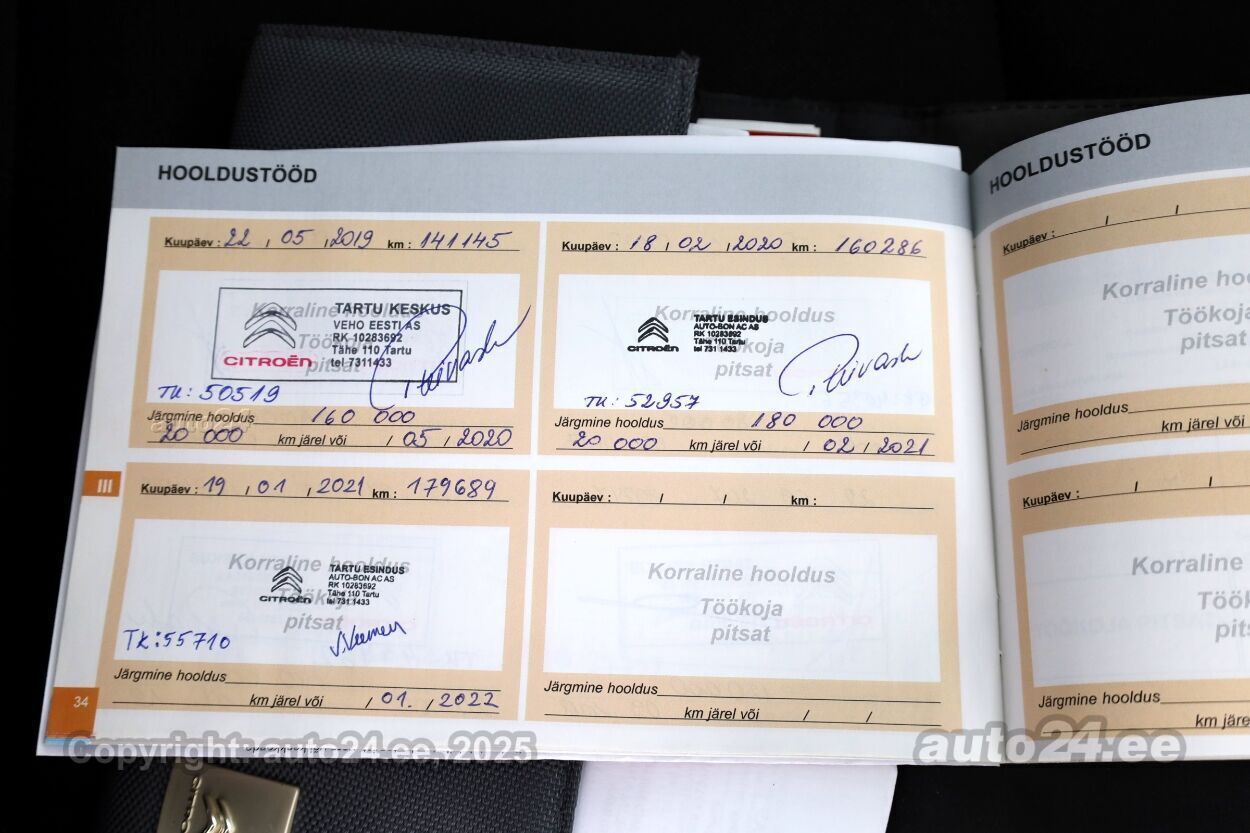 HOOLDUSTÖÖD
Kuupäev : 22 / 05 / 2019 km : 141145
Korraline hooldus
Töökoja
pitsat
TARTU KESKUS
VEHO EESTI AS
RK 10283692
Tähe 110 Tartu
tel 7311433
CITROËN
TK: 50519
Järgmine hooldus 160 000
20 000 km järel või / 05 / 2020
Kuupäev : 18 / 02 / 2020 km : 160286
Korraline hooldus
Töökoja
pitsat
TARTU ESINDUS
AUTO-BON AC AS
RK 10283692
Tähe 110 Tartu
tel 731 1433
CITROËN
TK: 52957
Järgmine hooldus 180 000
20 000 km järel või / 02 / 2021
III
Kuupäev : 19 / 01 / 2021 km : 179689
Korraline hooldus
Töökoja
pitsat
TARTU ESINDUS
AUTO-BON AC AS
RK 10283692
Tähe 110 Tartu
tel 731 1433
CITROËN
TK: 55710
Järgmine hooldus
km järel või / 01. / 2022
Kuupäev : / / km :
Korraline hooldus
Töökoja
pitsat
Järgmine hooldus
km järel või / /
34
HOOLDUSTÖÖD
Kuupäev : / /
Korraline hoo
Töökoja
pitsat
Järgmine hooldus
km järel või
Kuupäev : / /
Korraline
Töök
pits
Järgmine hooldus
km järe
Copyright: auto24.ee, 2025
auto24.ee